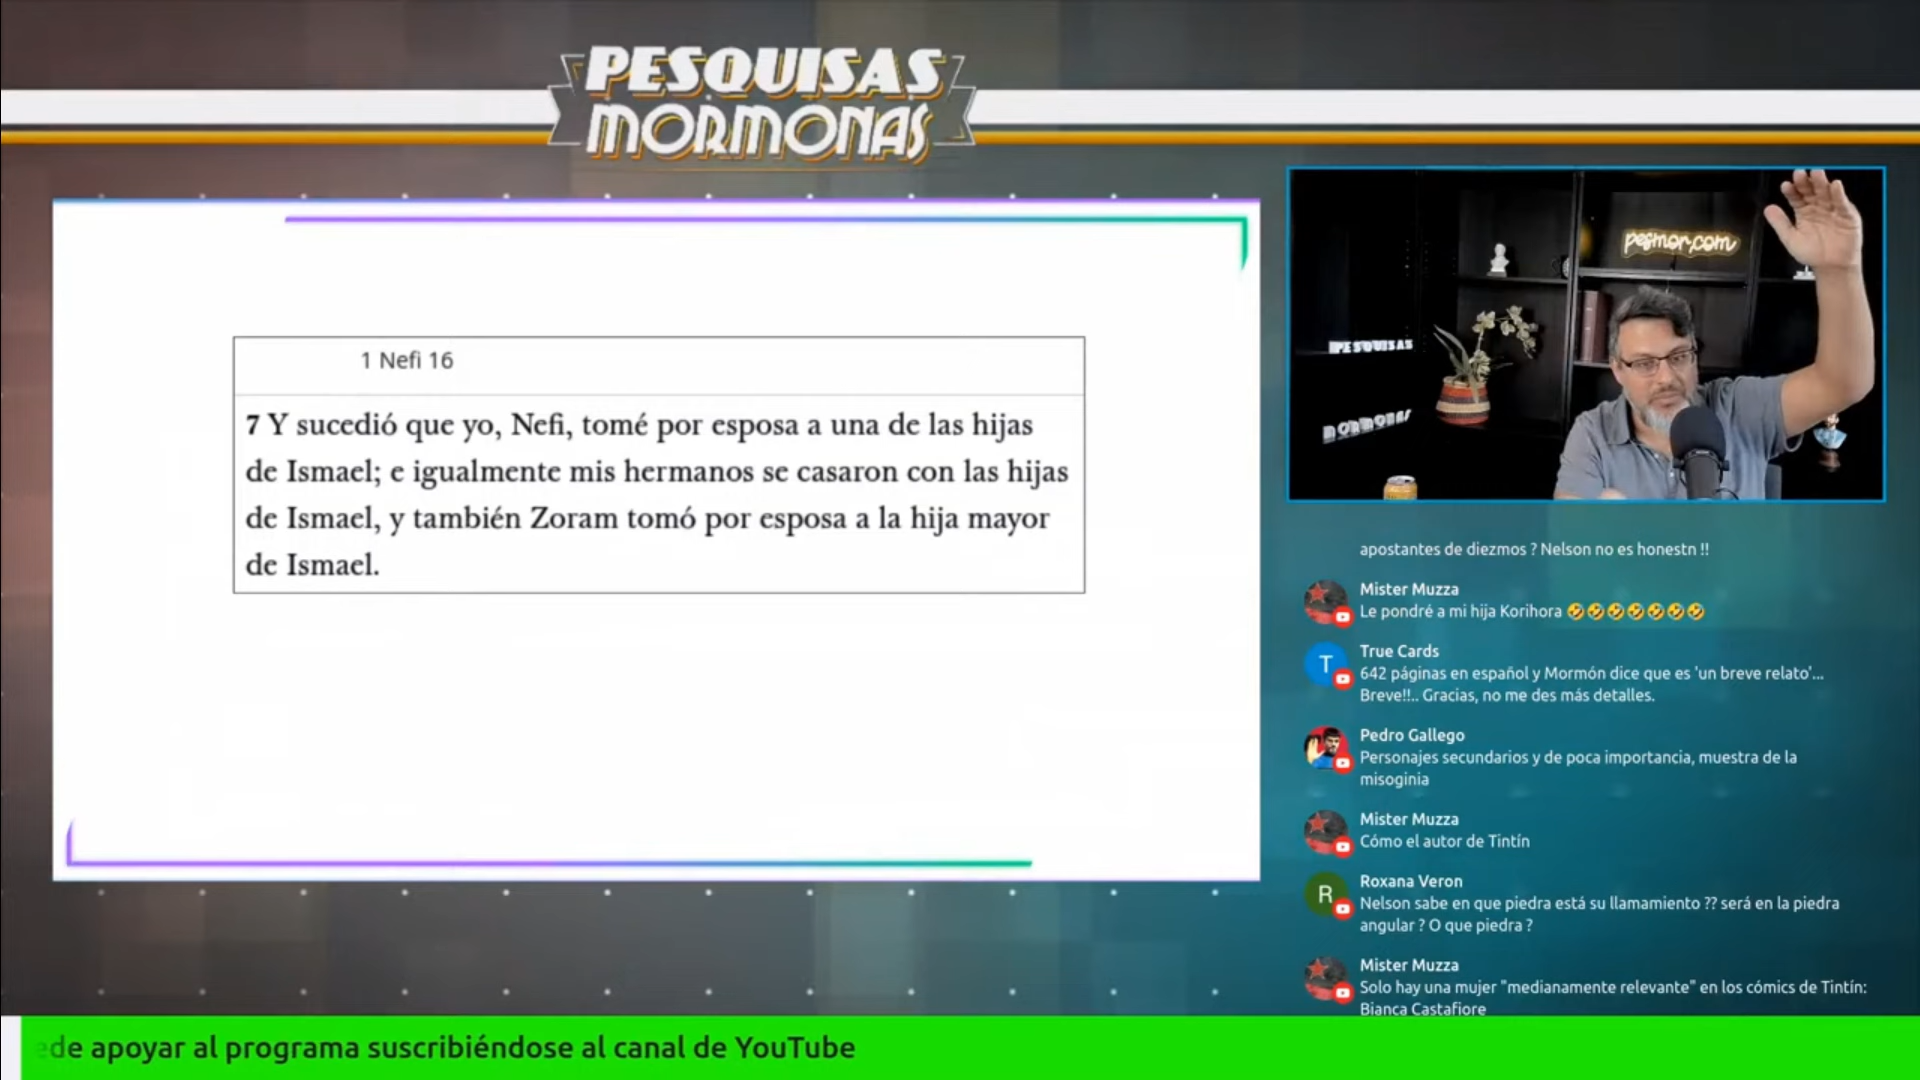 PESQUISAS
MORMONAS
1 Nefi 16
7 Y sucedió que yo, Nefi, tomé por esposa a una de las hijas
de Ismael; e igualmente mis hermanos se casaron con las hijas
de Ismael, y también Zoram tomó por esposa a la hija mayor
de Ismael.
pesmor.com
PESQUISAS
MORMONAS
apostantes de diezmos ? Nelson no es honestn !!
Mister Muzza
Le pondré a mi hija Korihora 🤣🤣🤣🤣🤣🤣🤣
T
True Cards
642 páginas en español y Mormón dice que es 'un breve relato'...
Breve!!.. Gracias, no me des más detalles.
Pedro Gallego
Personajes secundarios y de poca importancia, muestra de la
misoginia
Mister Muzza
Cómo el autor de Tintín
R
Roxana Veron
Nelson sabe en que piedra está su llamamiento ?? será en la piedra
angular ? O que piedra ?
Mister Muzza
Solo hay una mujer "medianamente relevante" en los cómics de Tintín:
Bianca Castafiore
ede apoyar al programa suscribiéndose al canal de YouTube